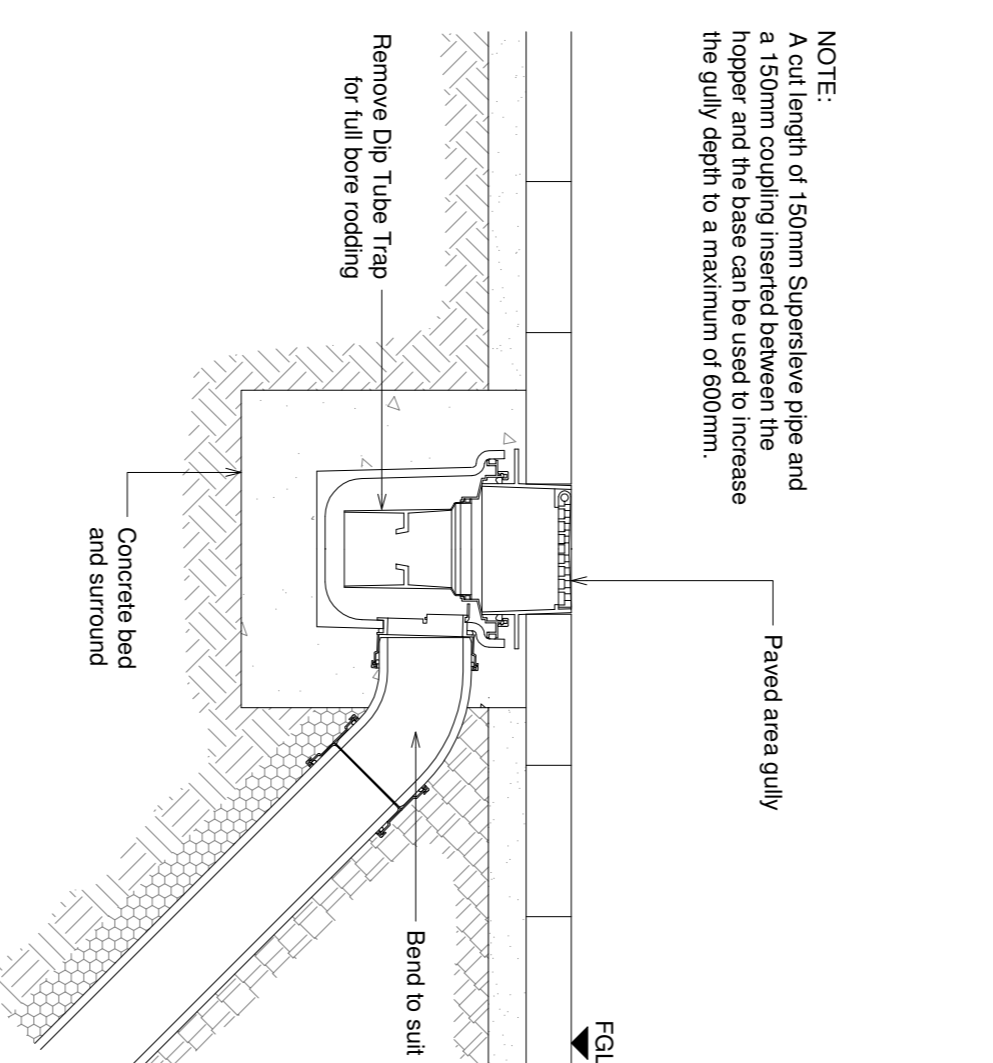 NOTE:
A cut length of 150mm Supersleve pipe and
a 150mm coupling inserted between the
hopper and the base can be used to increase
the gully depth to a maximum of 600mm.
Paved area gully
FGL
Remove Dip Tube Trap
for full bore rodding
Bend to suit
Concrete bed
and surround